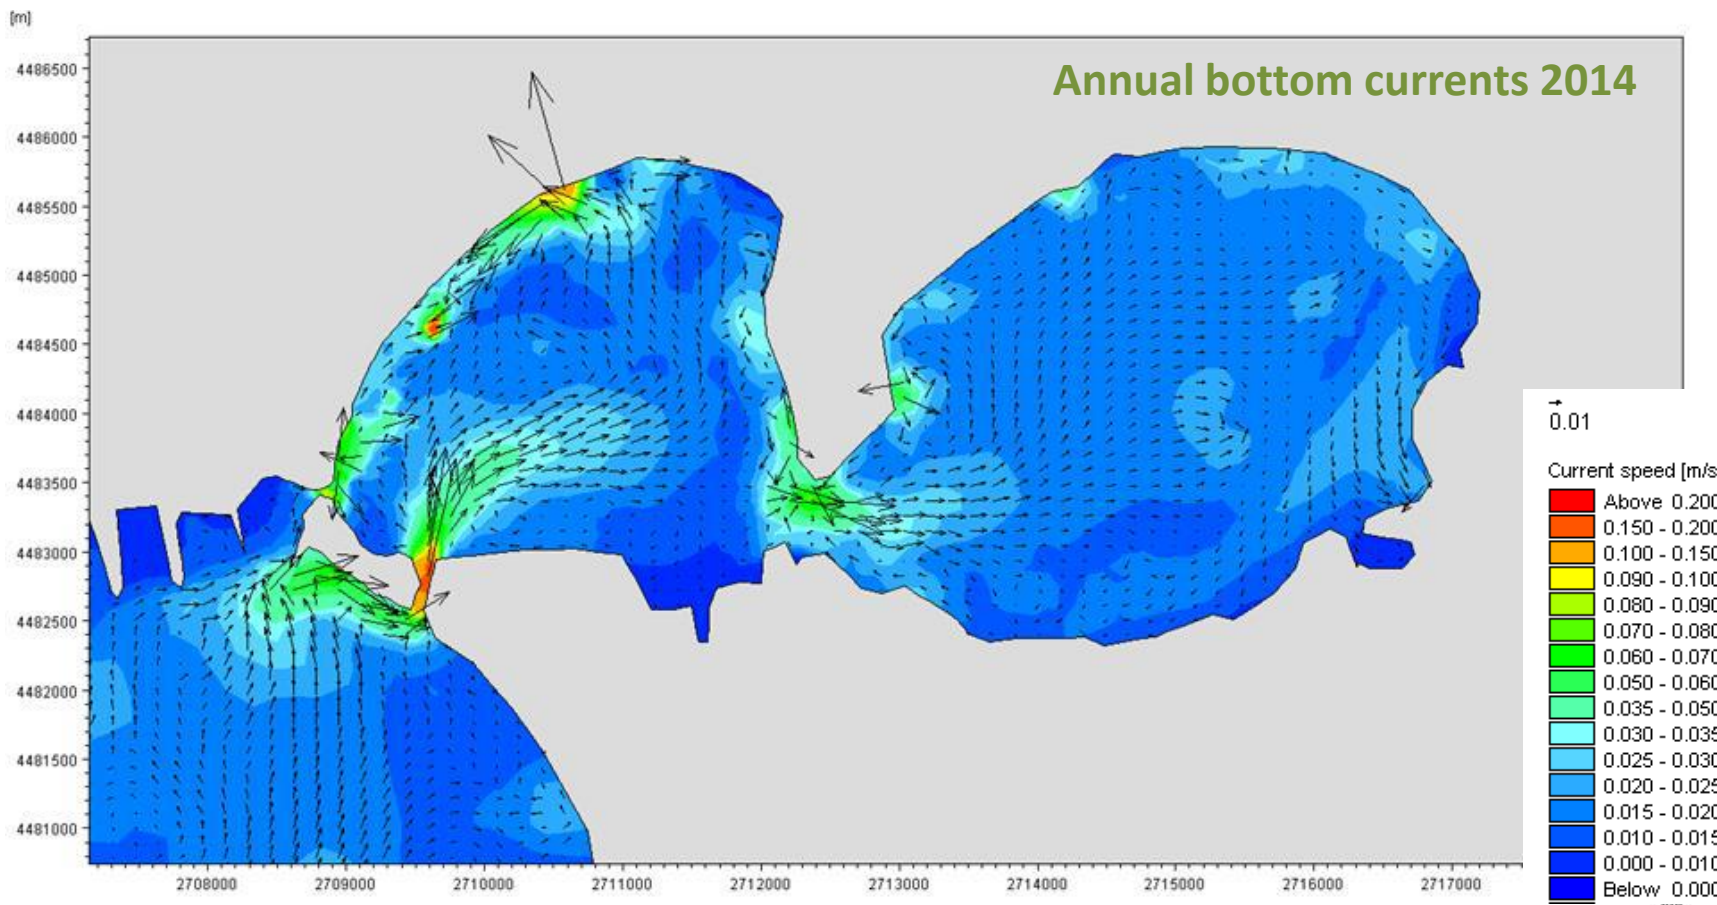 [m]
Annual bottom currents 2014
4486500
4486000
4485500
4485000
4484500
4484000
4483500
4483000
4482500
4482000
4481500
4481000
2708000 2709000 2710000 2711000 2712000 2713000 2714000 2715000 2716000 2717000
0.01
Current speed [m/s
Above 0.200
0.150 - 0.200
0.100 - 0.150
0.090 - 0.100
0.080 - 0.090
0.070 - 0.080
0.060 - 0.070
0.050 - 0.060
0.035 - 0.050
0.030 - 0.035
0.025 - 0.030
0.020 - 0.025
0.015 - 0.020
0.010 - 0.015
0.000 - 0.010
Below 0.000